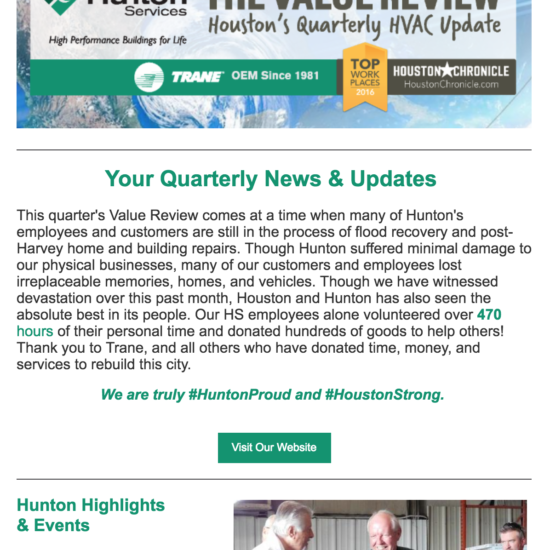 Hunton
THE VALUE REVIEW
Services
Houston's Quarterly HVAC Update
High Performance Buildings for Life
TRANE OEM Since 1981
TOP
WORK
PLACES
2016
HOUSTON CHRONICLE
HoustonChronicle.com
Your Quarterly News & Updates
This quarter's Value Review comes at a time when many of Hunton's
employees and customers are still in the process of flood recovery and post-
Harvey home and building repairs. Though Hunton suffered minimal damage to
our physical businesses, many of our customers and employees lost
irreplaceable memories, homes, and vehicles. Though we have witnessed
devastation over this past month, Houston and Hunton has also seen the
absolute best in its people. Our HS employees alone volunteered over 470
hours of their personal time and donated hundreds of goods to help others!
Thank you to Trane, and all others who have donated time, money, and
services to rebuild this city.
We are truly #HuntonProud and #HoustonStrong.
Visit Our Website
Hunton Highlights
& Events